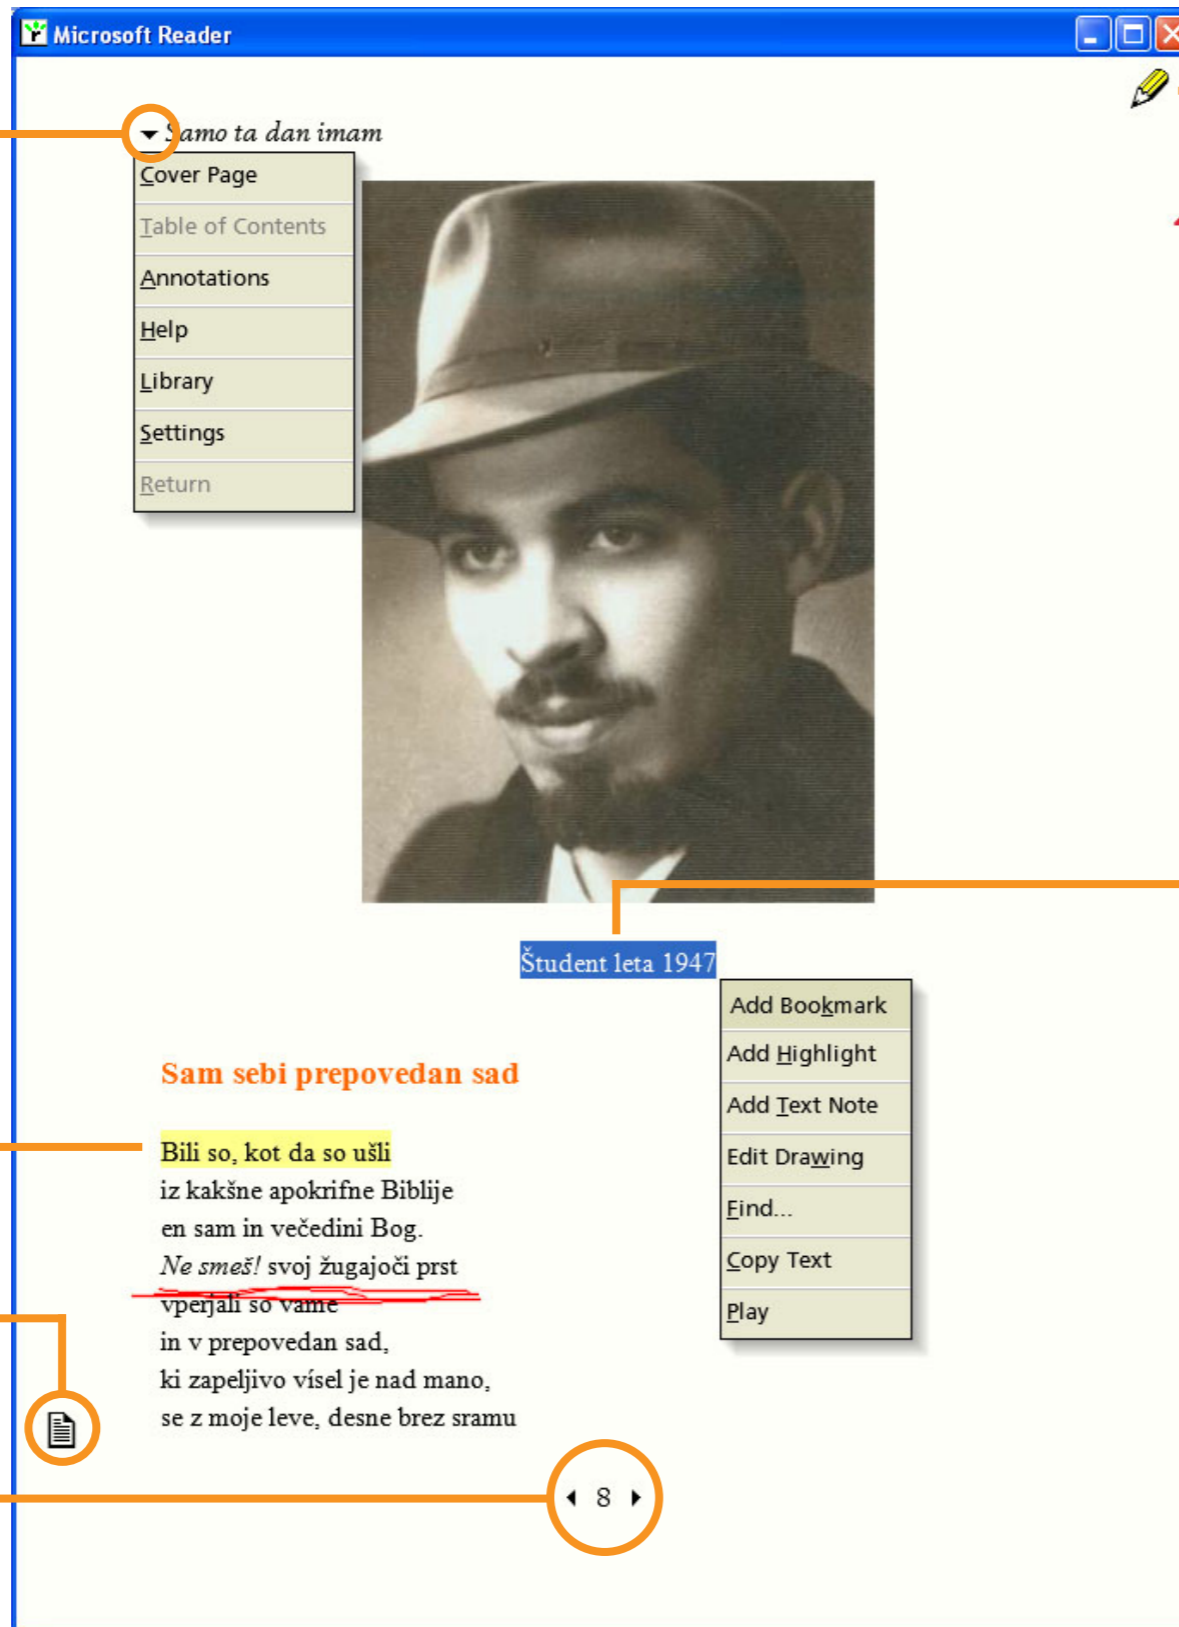 Microsoft Reader
Samo ta dan imam
Cover Page
Table of Contents
Annotations
Help
Library
Settings
Return
Študent leta 1947
Add Bookmark
Add Highlight
Add Text Note
Edit Drawing
Find...
Copy Text
Play
Sam sebi prepovedan sad
Bili so, kot da so ušli
iz kakšne apokrifne Biblije
en sam in večedini Bog.
Ne smeš! svoj žugajoči prst
vperjali so vame
in v prepovedan sad,
ki zapeljivo vísel je nad mano,
se z moje leve, desne brez sramu
8